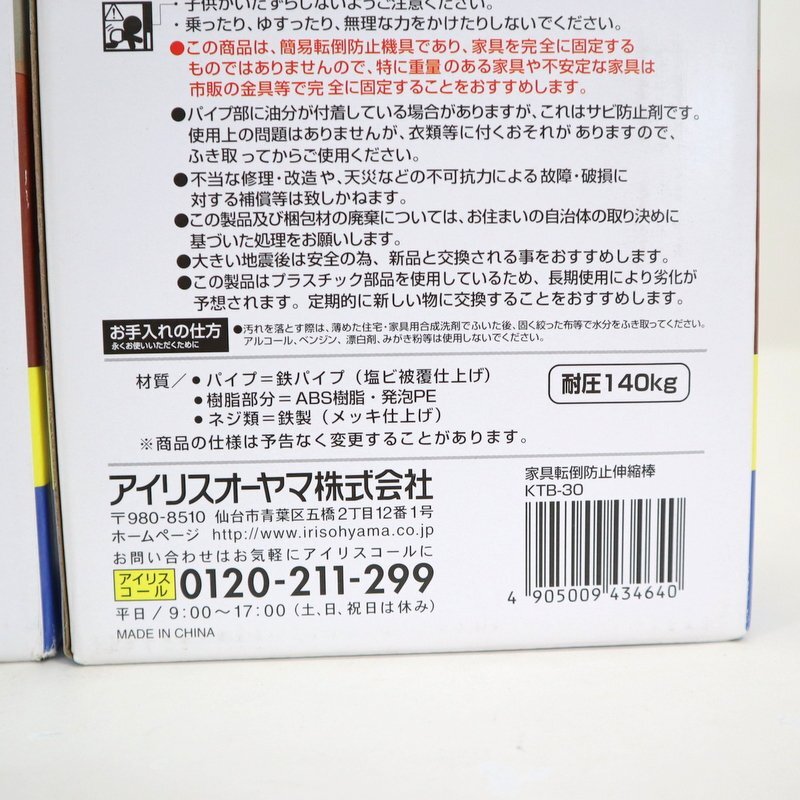 ・子供がいたずらしないようご注意ください。
・乗ったり、ゆすったり、無理な力をかけたりしないでください。
●この商品は、簡易転倒防止機具であり、家具を完全に固定する
ものではありませんので、特に重量のある家具や不安定な家具は
市販の金具等で完全に固定することをおすすめします。
●パイプ部に油分が付着している場合がありますが、これはサビ防止剤です。
使用上の問題はありませんが、衣類等に付くおそれがありますので、
ふき取ってからご使用ください。
●不当な修理・改造や、天災などの不可抗力による故障・破損に
対する補償等は致しかねます。
●この製品及び梱包材の廃棄については、お住まいの自治体の取り決めに
基づいた処理をお願いします。
●大きい地震後は安全の為、新品と交換される事をおすすめします。
●この製品はプラスチック部品を使用しているため、長期使用により劣化が
予想されます。定期的に新しい物に交換することをおすすめします。
お手入れの仕方
永くお使いいただくために
●汚れを落とす際は、薄めた住宅・家具用合成洗剤でふいた後、固く絞った布等で水分をふき取ってください。
アルコール、ベンジン、漂白剤、みがき粉等は使用しないでください。
材質/●パイプ=鉄パイプ(塩ビ被覆仕上げ)
●樹脂部分=ABS樹脂・発泡PE
●ネジ類=鉄製(メッキ仕上げ)
耐圧140kg
※商品の仕様は予告なく変更することがあります。
アイリスオーヤマ株式会社
〒980-8510 仙台市青葉区五橋2丁目12番1号
ホームページ http://www.irisohyama.co.jp
お問い合わせはお気軽にアイリスコールに
アイリスコール 0120-211-299
平日/9:00〜17:00(土、日、祝日は休み)
MADE IN CHINA
家具転倒防止伸縮棒
KTB-30
4 905009 434640